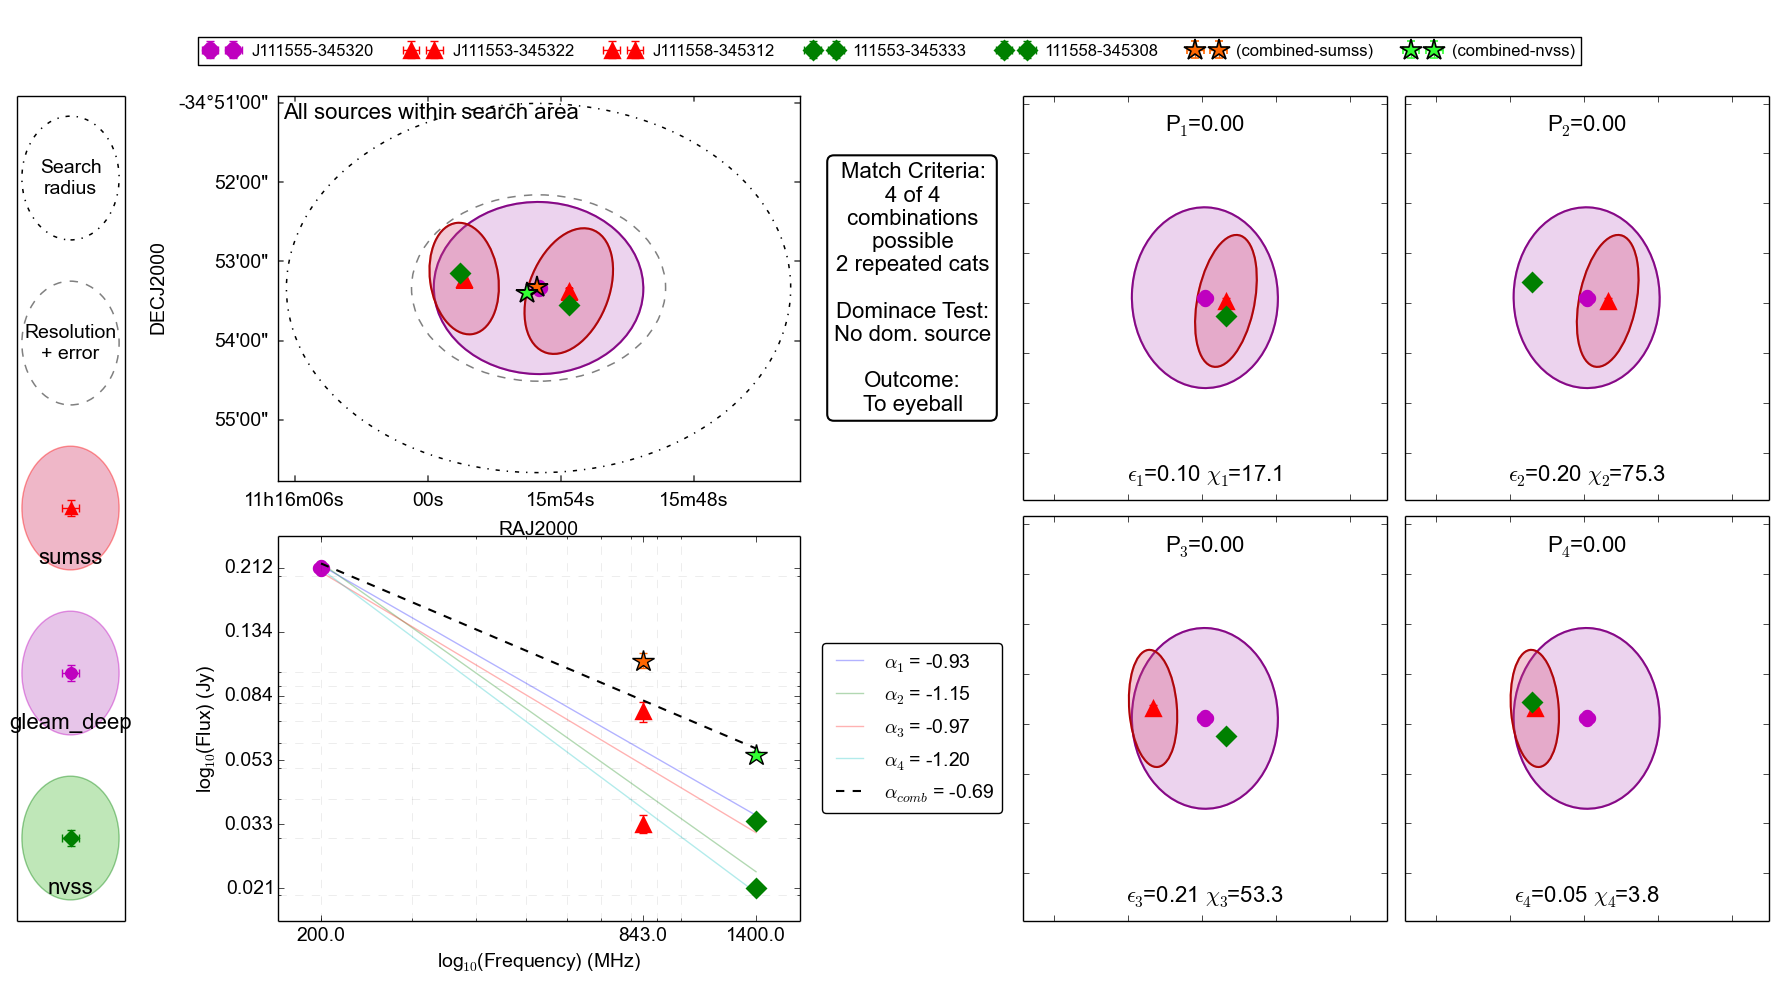 J111555-345320 J111553-345322 J111558-345312 111553-345333 111558-345308 (combined-sumss) (combined-nvss)
Search
radius
Resolution
+ error
sumss
gleam_deep
nvss
All sources within search area
-34°51'00"
52'00"
53'00"
54'00"
55'00"
DECJ2000
11h16m06s 00s 15m54s 15m48s
RAJ2000
Match Criteria:
4 of 4
combinations
possible
2 repeated cats
Dominace Test:
No dom. source
Outcome:
To eyeball
P1=0.00
ϵ1=0.10 χ1=17.1
P2=0.00
ϵ2=0.20 χ2=75.3
0.212
0.134
0.084
0.053
0.033
0.021
log10(Flux) (Jy)
200.0 843.0 1400.0
log10(Frequency) (MHz)
α1 = -0.93
α2 = -1.15
α3 = -0.97
α4 = -1.20
αcomb = -0.69
P3=0.00
ϵ3=0.21 χ3=53.3
P4=0.00
ϵ4=0.05 χ4=3.8